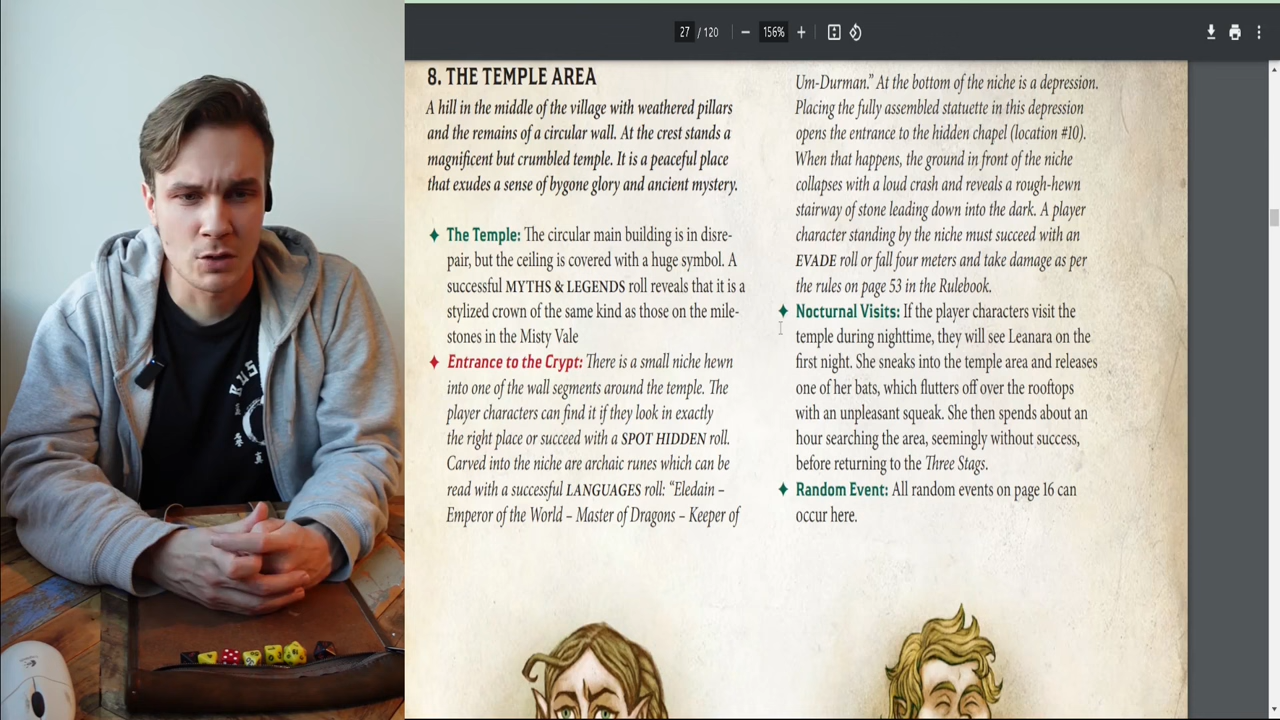 27 / 120
156%
8. THE TEMPLE AREA
A hill in the middle of the village with weathered pillars
and the remains of a circular wall. At the crest stands a
magnificent but crumbled temple. It is a peaceful place
that exudes a sense of bygone glory and ancient mystery.
The Temple: The circular main building is in disre-
pair, but the ceiling is covered with a huge symbol. A
successful MYTHS & LEGENDS roll reveals that it is a
stylized crown of the same kind as those on the mile-
stones in the Misty Vale
Entrance to the Crypt: There is a small niche hewn
into one of the wall segments around the temple. The
player characters can find it if they look in exactly
the right place or succeed with a SPOT HIDDEN roll.
Carved into the niche are archaic runes which can be
read with a successful LANGUAGES roll: “Eledain –
Emperor of the World – Master of Dragons – Keeper of
Um-Durman.” At the bottom of the niche is a depression.
Placing the fully assembled statuette in this depression
opens the entrance to the hidden chapel (location #10).
When that happens, the ground in front of the niche
collapses with a loud crash and reveals a rough-hewn
stairway of stone leading down into the dark. A player
character standing by the niche must succeed with an
EVADE roll or fall four meters and take damage as per
the rules on page 53 in the Rulebook.
Nocturnal Visits: If the player characters visit the
temple during nighttime, they will see Leanara on the
first night. She sneaks into the temple area and releases
one of her bats, which flutters off over the rooftops
with an unpleasant squeak. She then spends about an
hour searching the area, seemingly without success,
before returning to the Three Stags.
Random Event: All random events on page 16 can
occur here.